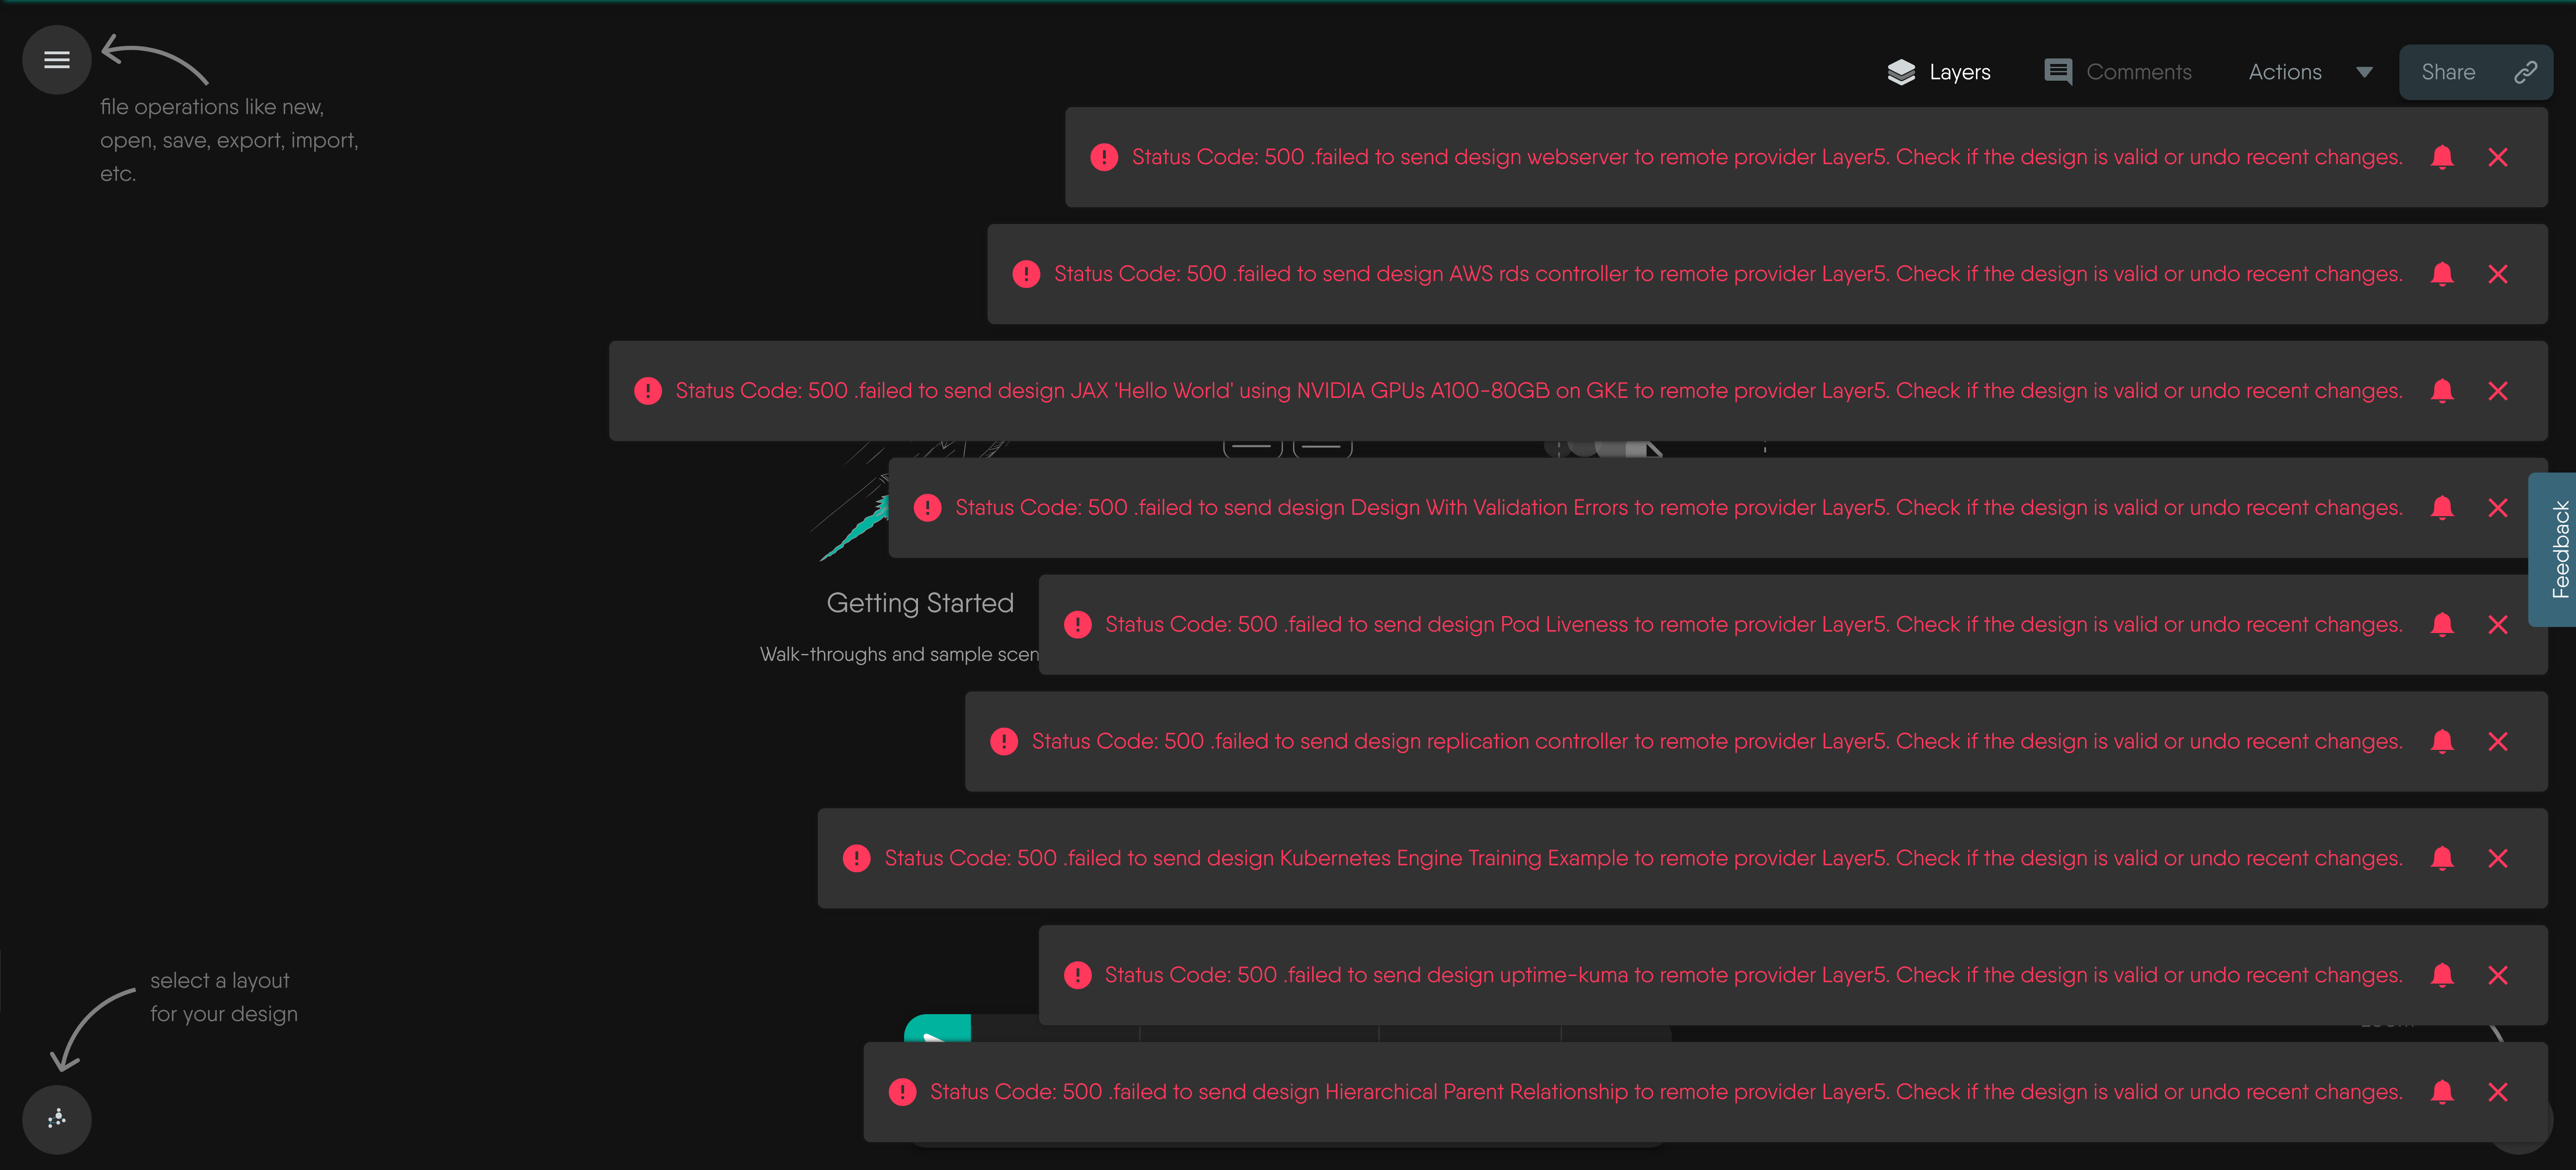 file operations like new,
open, save, export, import,
etc.
Layers
Comments
Actions
Share
Status Code: 500 .failed to send design webserver to remote provider Layer5. Check if the design is valid or undo recent changes.
Status Code: 500 .failed to send design AWS rds controller to remote provider Layer5. Check if the design is valid or undo recent changes.
Status Code: 500 .failed to send design JAX 'Hello World' using NVIDIA GPUs A100-80GB on GKE to remote provider Layer5. Check if the design is valid or undo recent changes.
Status Code: 500 .failed to send design Design With Validation Errors to remote provider Layer5. Check if the design is valid or undo recent changes.
Feedback
Getting Started
Status Code: 500 .failed to send design Pod Liveness to remote provider Layer5. Check if the design is valid or undo recent changes.
Walk-throughs and sample scen
Status Code: 500 .failed to send design replication controller to remote provider Layer5. Check if the design is valid or undo recent changes.
Status Code: 500 .failed to send design Kubernetes Engine Training Example to remote provider Layer5. Check if the design is valid or undo recent changes.
Status Code: 500 .failed to send design uptime-kuma to remote provider Layer5. Check if the design is valid or undo recent changes.
select a layout
for your design
Status Code: 500 .failed to send design Hierarchical Parent Relationship to remote provider Layer5. Check if the design is valid or undo recent changes.